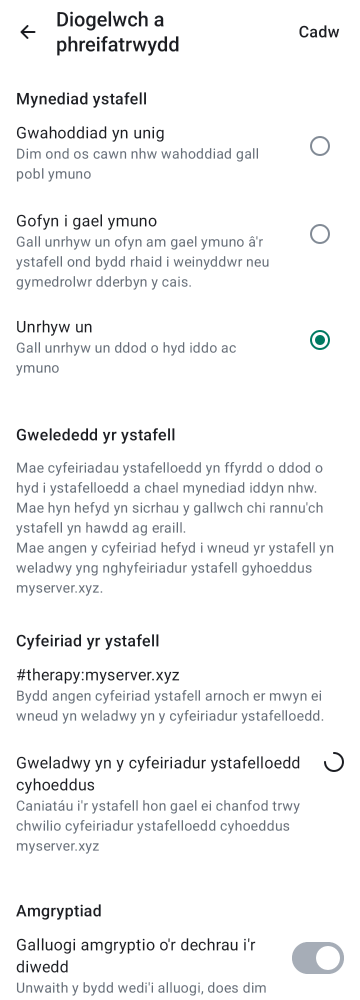 Diogelwch a
phreifatrwydd
Cadw
Mynediad ystafell
Gwahoddiad yn unig
Dim ond os cawn nhw wahoddiad gall
pobl ymuno
Gofyn i gael ymuno
Gall unrhyw un ofyn am gael ymuno â'r
ystafell ond bydd rhaid i weinyddwr neu
gymedrolwr dderbyn y cais.
Unrhyw un
Gall unrhyw un ddod o hyd iddo ac
ymuno
Gwelededd yr ystafell
Mae cyfeiriadau ystafelloedd yn ffyrdd o ddod o
hyd i ystafelloedd a chael mynediad iddyn nhw.
Mae hyn hefyd yn sicrhau y gallwch chi rannu'ch
ystafell yn hawdd ag eraill.
Mae angen y cyfeiriad hefyd i wneud yr ystafell yn
weladwy yng nghyfeiriadur ystafell gyhoeddus
myserver.xyz.
Cyfeiriad yr ystafell
#therapy:myserver.xyz
Bydd angen cyfeiriad ystafell arnoch er mwyn ei
wneud yn weladwy yn y cyfeiriadur ystafelloedd.
Gweladwy yn y cyfeiriadur ystafelloedd
cyhoeddus
Caniatáu i'r ystafell hon gael ei chanfod trwy
chwilio cyfeiriadur ystafelloedd cyhoeddus
myserver.xyz
Amgryptiad
Galluogi amgryptio o'r dechrau i'r
diwedd
Unwaith y bydd wedi'i alluogi, does dim